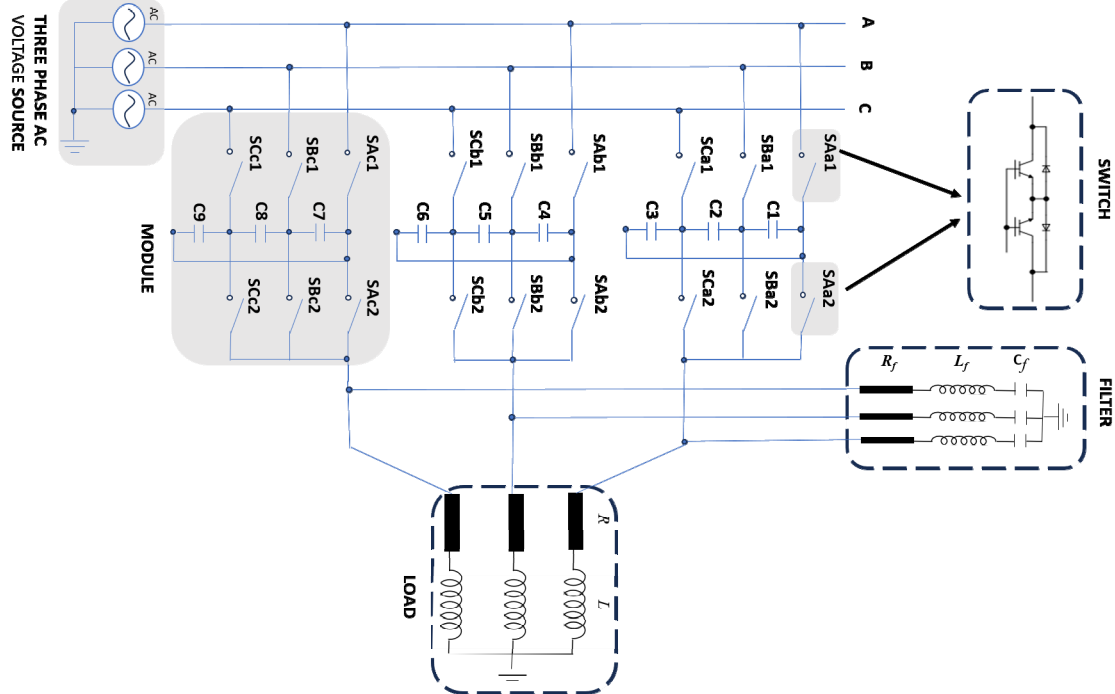 THREE PHASE AC
VOLTAGE SOURCE
AC
AC
AC
A
B
C
SCc1
SBc1
SAc1
SCb1
SBb1
SAb1
SCa1
SBa1
SAa1
C9
C8
C7
C6
C5
C4
C3
C2
C1
MODULE
SCc2
SBc2
SAc2
SCb2
SBb2
SAb2
SCa2
SBa2
SAa2
SWITCH
Rf
Lf
Cf
FILTER
R
L
LOAD